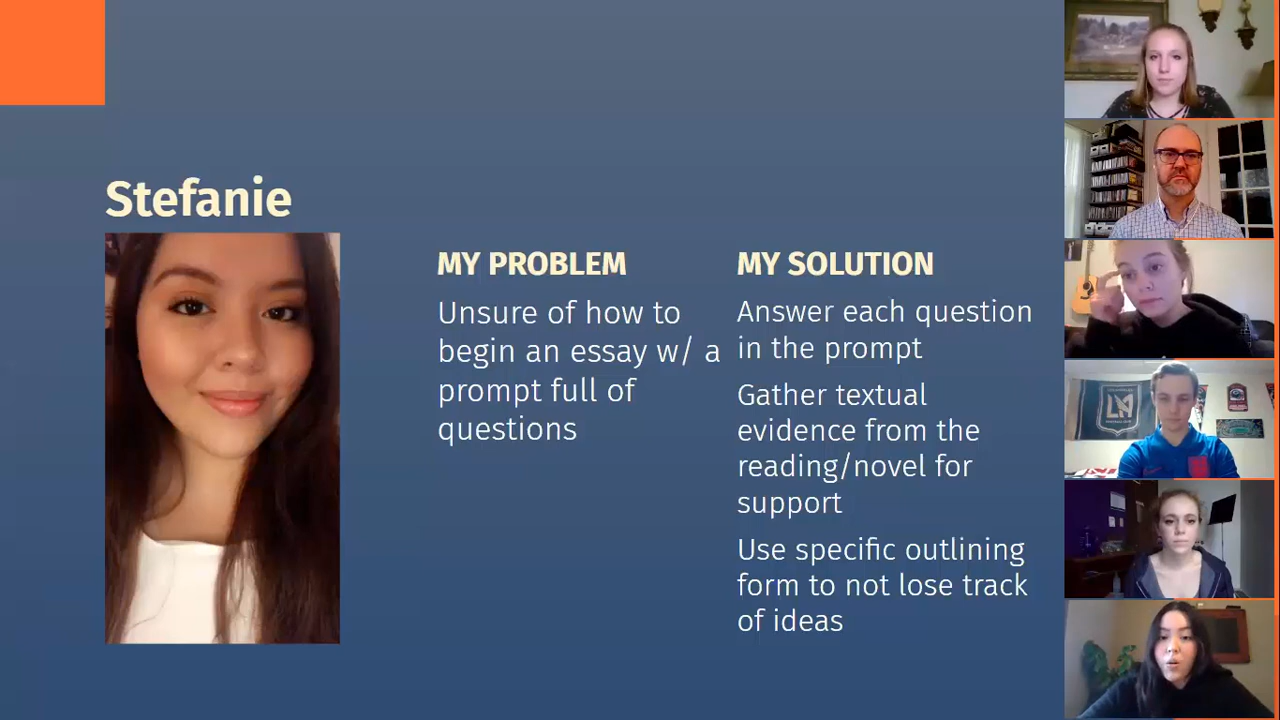 Stefanie
MY PROBLEM
Unsure of how to
begin an essay w/ a
prompt full of
questions
MY SOLUTION
Answer each question
in the prompt
Gather textual
evidence from the
reading/novel for
support
Use specific outlining
form to not lose track
of ideas